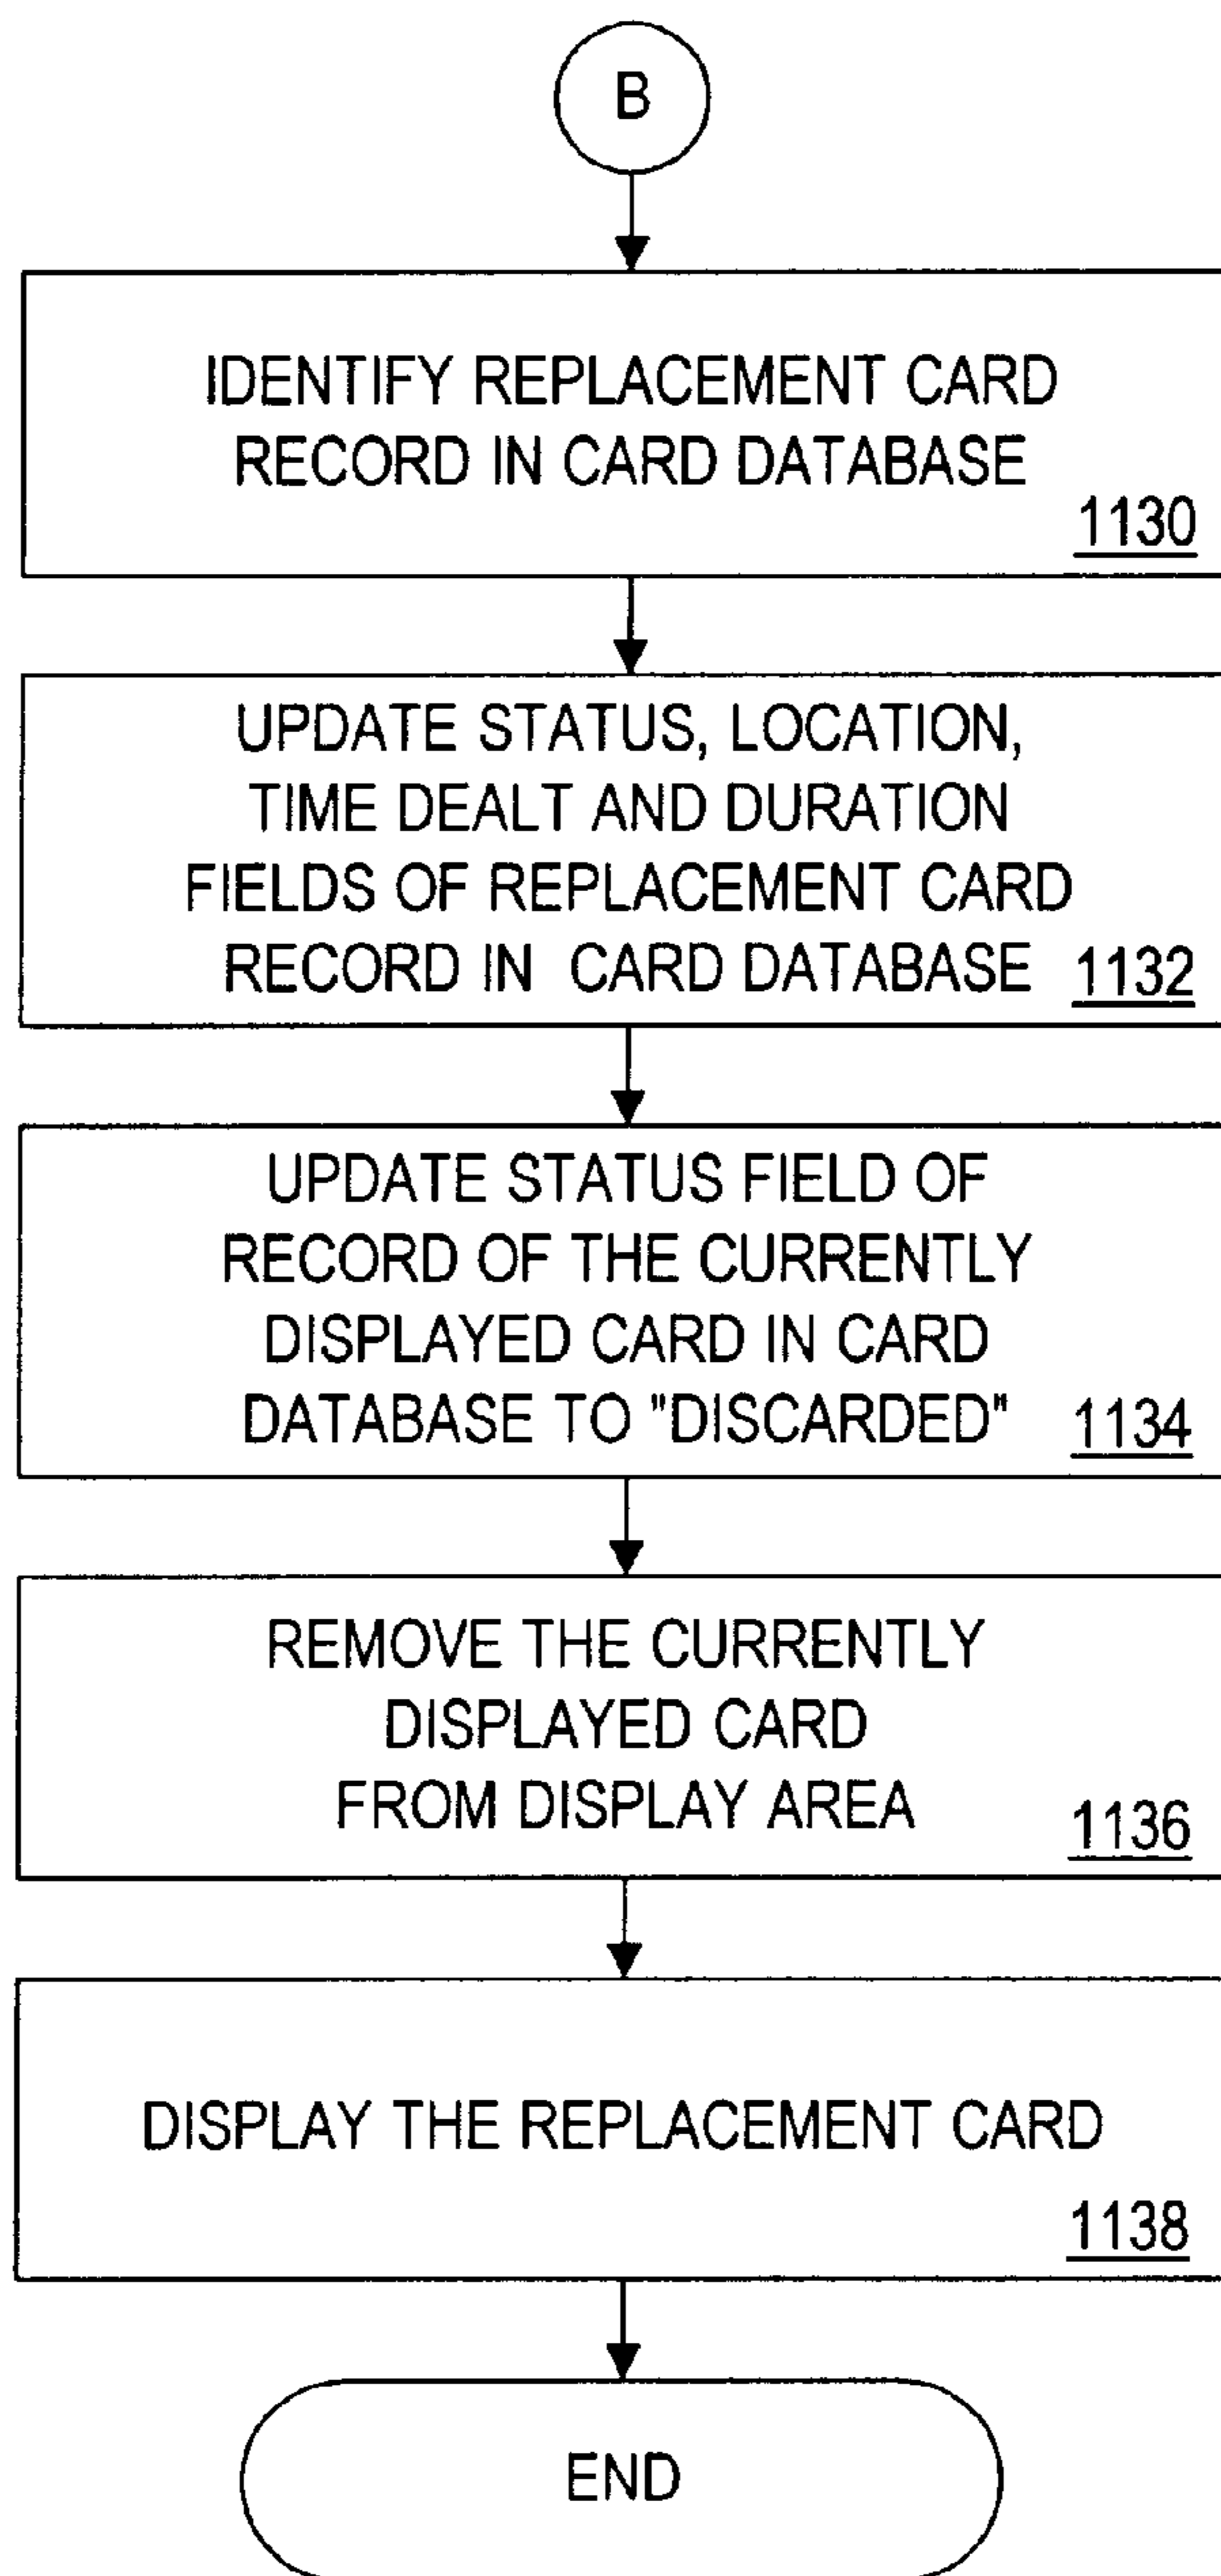 B
IDENTIFY REPLACEMENT CARD
RECORD IN CARD DATABASE
1130
UPDATE STATUS, LOCATION,
TIME DEALT AND DURATION
FIELDS OF REPLACEMENT CARD
RECORD IN CARD DATABASE 1132
UPDATE STATUS FIELD OF
RECORD OF THE CURRENTLY
DISPLAYED CARD IN CARD
DATABASE TO "DISCARDED" 1134
REMOVE THE CURRENTLY
DISPLAYED CARD
FROM DISPLAY AREA
1136
DISPLAY THE REPLACEMENT CARD
1138
END